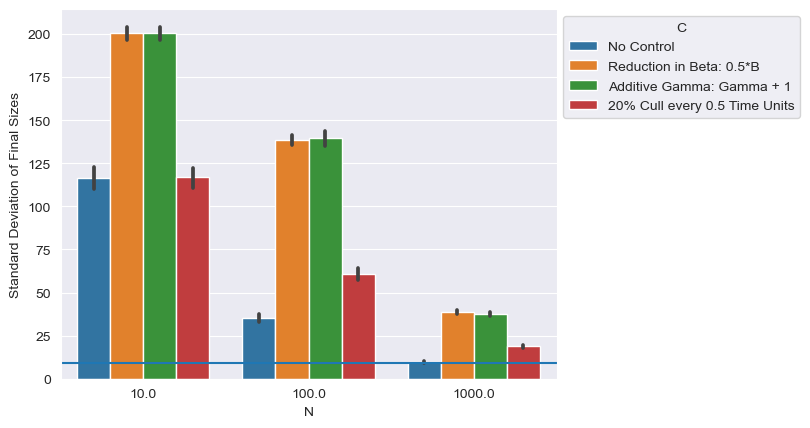 C
No Control
Reduction in Beta: 0.5*B
Additive Gamma: Gamma + 1
20% Cull every 0.5 Time Units
Standard Deviation of Final Sizes
200
175
150
125
100
75
50
25
0
10.0
100.0
1000.0
N